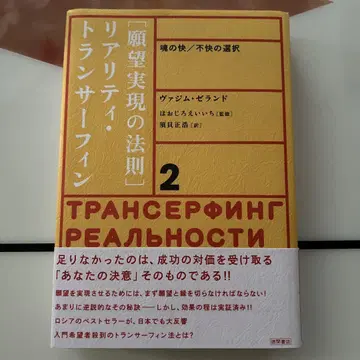 [願望実現の法則]
リアリティ・
トランサーフィン
魂の快／不快の選択
ヴァジム・ゼランド
ほおじろえいいち[監修]
須貝正浩[訳]
2
ТРАНСЕРФИНГ
РЕАЛЬНОСТИ
足りなかったのは、成功の対価を受け取る
「あなたの決意」そのものである!!
願望を実現させるためには、まず願望と縁を切らなければならない!
あまりに逆説的なその秘訣——しかし、効果の程は実証済み!!
ロシアのベストセラーが、日本でも大反響
入門希望者殺到のトランサーフィン法とは?
徳間書店